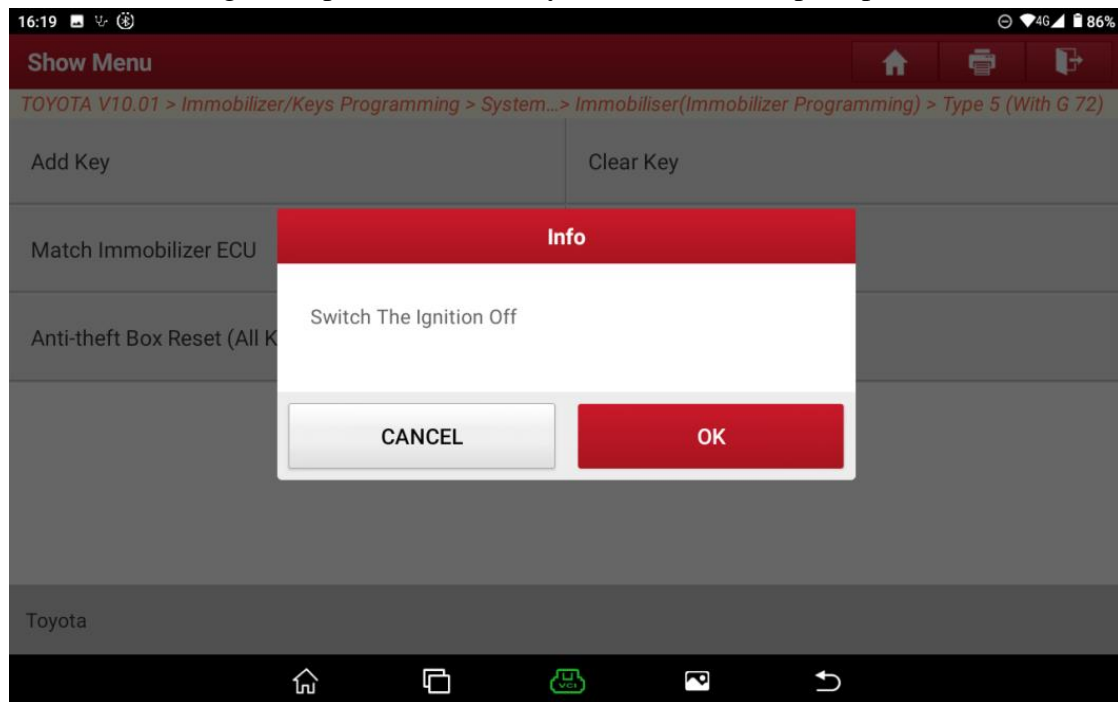 16:19
4G 86%
Show Menu
TOYOTA V10.01 > Immobilizer/Keys Programming > System...> Immobiliser(Immobilizer Programming) > Type 5 (With G 72)
Add Key
Clear Key
Match Immobilizer ECU
Info
Switch The Ignition Off
Anti-theft Box Reset (All K
CANCEL
OK
Toyota
VCI